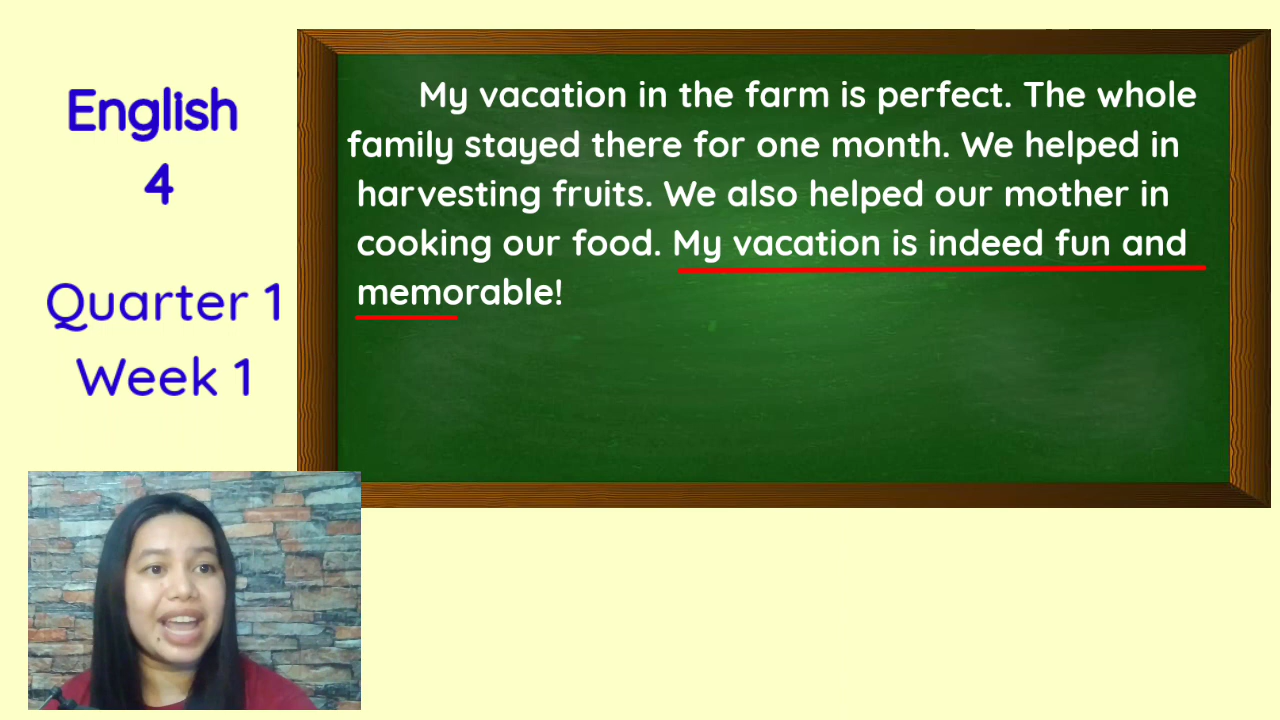 English
4
Quarter 1
Week 1
My vacation in the farm is perfect. The whole
family stayed there for one month. We helped in
harvesting fruits. We also helped our mother in
cooking our food. My vacation is indeed fun and
memorable!